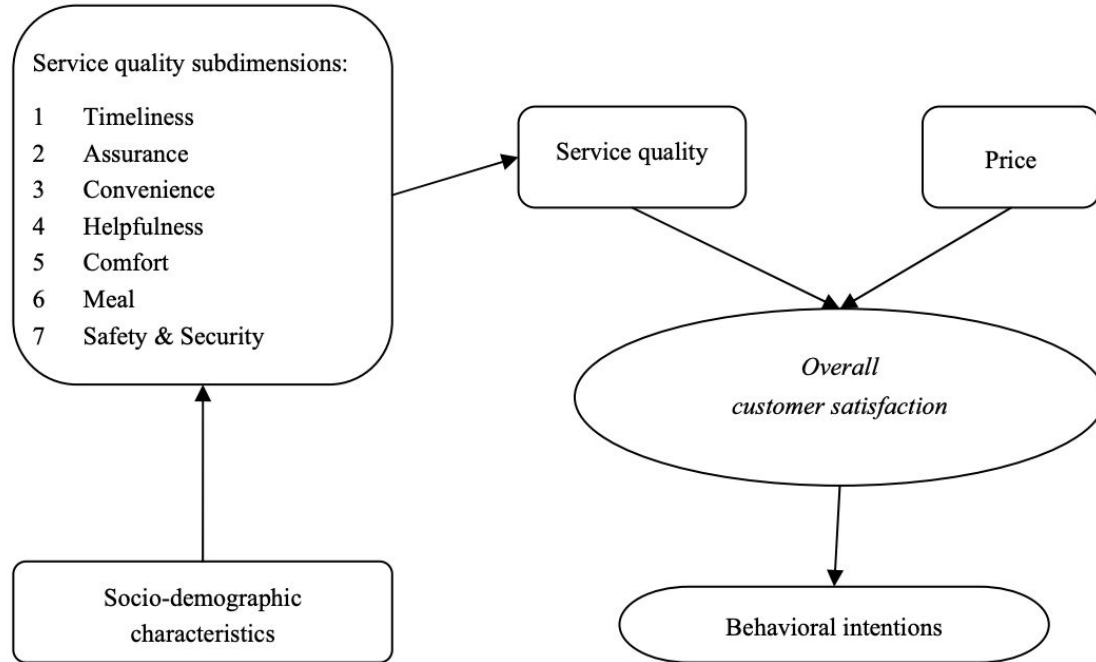 Service quality subdimensions:
1 Timeliness
2 Assurance
3 Convenience
4 Helpfulness
5 Comfort
6 Meal
7 Safety & Security
Service quality
Price
Overall
customer satisfaction
Socio-demographic
characteristics
Behavioral intentions